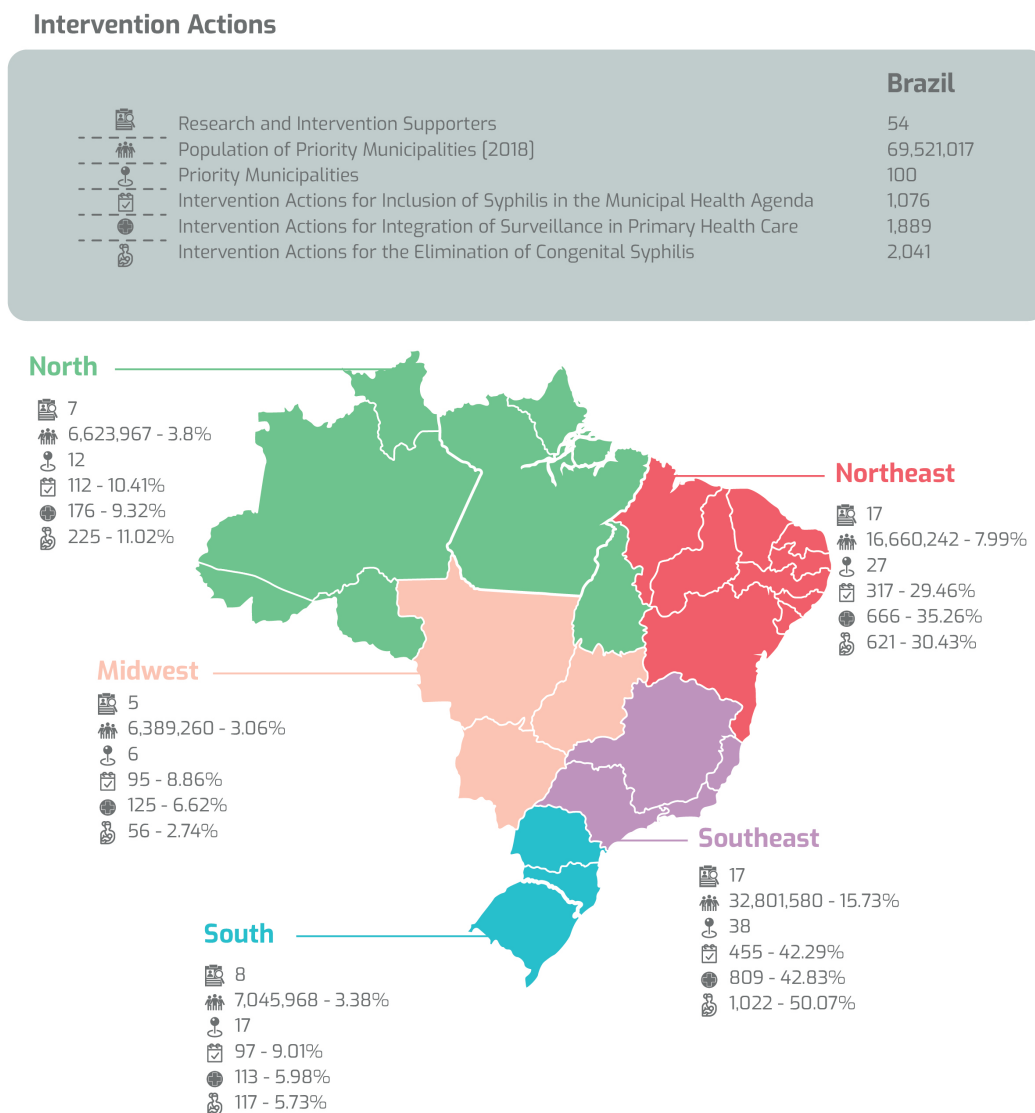 Intervention Actions
Brazil
Research and Intervention Supporters 54
Population of Priority Municipalities [2018] 69,521,017
Priority Municipalities 100
Intervention Actions for Inclusion of Syphilis in the Municipal Health Agenda 1,076
Intervention Actions for Integration of Surveillance in Primary Health Care 1,889
Intervention Actions for the Elimination of Congenital Syphilis 2,041
North
7
6,623,967 - 3.8%
12
112 - 10.41%
176 - 9.32%
225 - 11.02%
Northeast
17
16,660,242 - 7.99%
27
317 - 29.46%
666 - 35.26%
621 - 30.43%
Midwest
5
6,389,260 - 3.06%
6
95 - 8.86%
125 - 6.62%
56 - 2.74%
Southeast
17
32,801,580 - 15.73%
38
455 - 42.29%
809 - 42.83%
1,022 - 50.07%
South
8
7,045,968 - 3.38%
17
97 - 9.01%
113 - 5.98%
117 - 5.73%